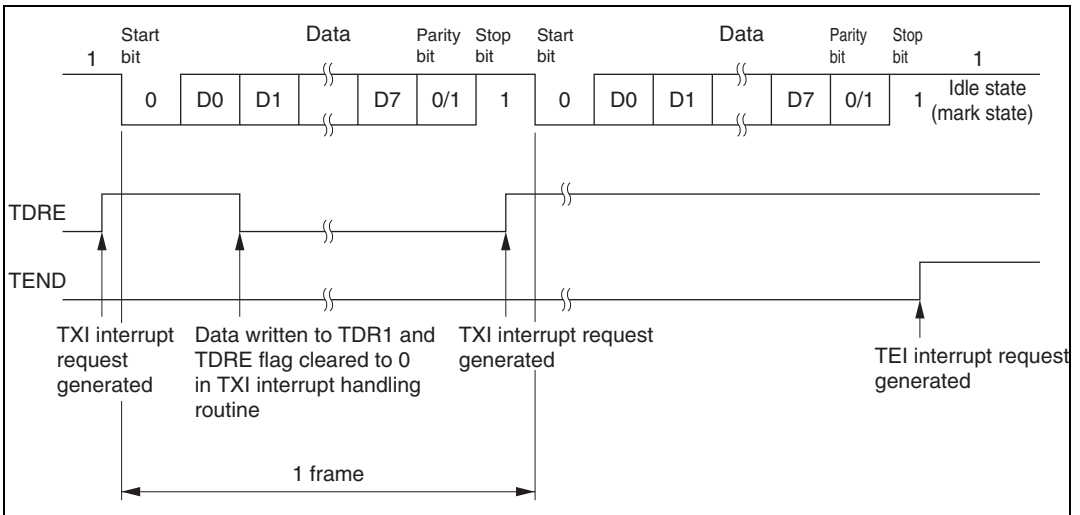 Start bit Data Parity bit Stop bit Start bit Data Parity bit Stop bit
1 1
0 D0 D1 D7 0/1 1 0 D0 D1 D7 0/1 1 Idle state (mark state)
TDRE
TEND
TXI interrupt request generated
Data written to TDR1 and
TDRE flag cleared to 0
in TXI interrupt handling
routine
TXI interrupt request
generated
TEI interrupt request
generated
1 frame